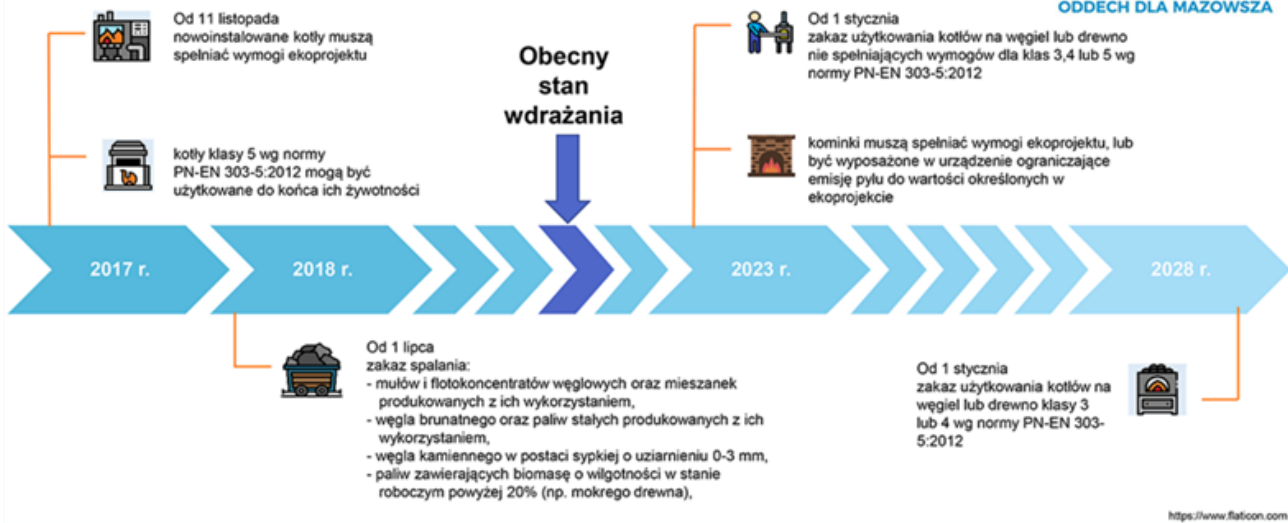 ODDECH DLA MAZOWSZA
Od 11 listopada
nowoinstalowane kotły muszą
spełniać wymogi ekoprojektu
kotły klasy 5 wg normy
PN-EN 303-5:2012 mogą być
użytkowane do końca ich żywotności
Obecny
stan
wdrażania
Od 1 stycznia
zakaz użytkowania kotłów na węgiel lub drewno
nie spełniających wymogów dla klas 3,4 lub 5 wg
normy PN-EN 303-5:2012
kominki muszą spełniać wymogi ekoprojektu, lub
być wyposażone w urządzenie ograniczające
emisję pyłu do wartości określonych w
ekoprojekcie
2017 r.
2018 r.
2023 r.
2028 r.
Od 1 lipca
zakaz spalania:
- mułów i flotokoncentratów węglowych oraz mieszanek
produkowanych z ich wykorzystaniem,
- węgla brunatnego oraz paliw stałych produkowanych z ich
wykorzystaniem,
- węgla kamiennego w postaci sypkiej o uziarnieniu 0-3 mm,
- paliw zawierających biomasę o wilgotności w stanie
roboczym powyżej 20% (np. mokrego drewna),
Od 1 stycznia
zakaz użytkowania kotłów na
węgiel lub drewno klasy 3
lub 4 wg normy PN-EN 303-
5:2012
https://www.flaticon.com